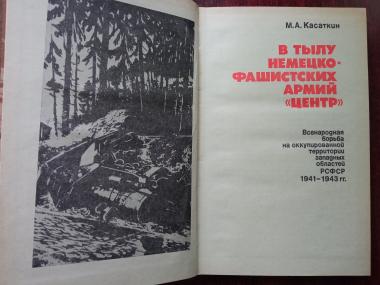 М.А. Касаткин
В ТЫЛУ
НЕМЕЦКО-
ФАШИСТСКИХ
АРМИЙ
«ЦЕНТР»
Всенародная
борьба
на оккупированной
территории
западных
областей
РСФСР
1941–1943 гг.